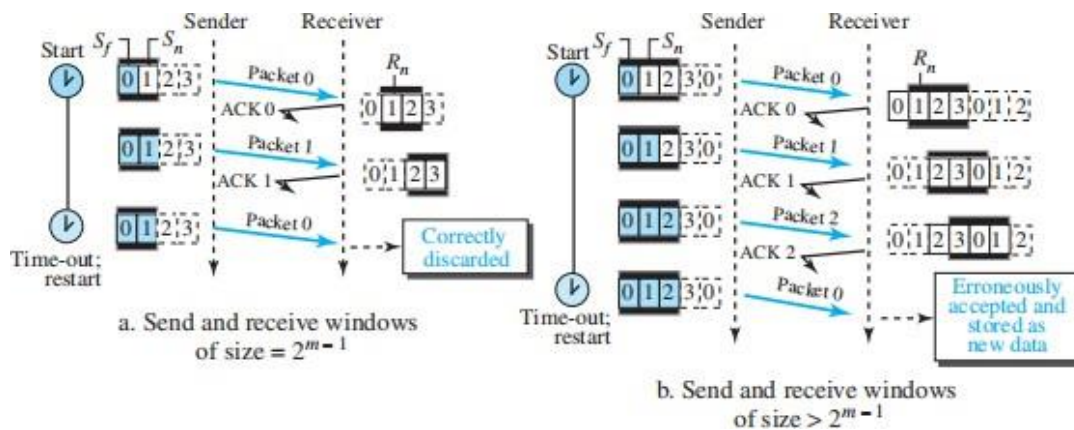 Sender Receiver
Start
S_f S_n
0 1 2 3
Packet 0
R_n
ACK 0
0 1 2 3
0 1 2 3
Packet 1
ACK 1
0 1 2 3
0 1 2 3
Packet 0
Time-out;
restart
Correctly
discarded
a. Send and receive windows
of size = 2^{m-1}
Sender Receiver
Start
S_f S_n
0 1 2 3 0
Packet 0
R_n
ACK 0
0 1 2 3 0 1 2
0 1 2 3 0
Packet 1
ACK 1
0 1 2 3 0 1 2
0 1 2 3 0
Packet 2
ACK 2
0 1 2 3 0 1 2
0 1 2 3 0
Packet 0
Time-out;
restart
Erroneously
accepted and
stored as
new data
b. Send and receive windows
of size > 2^{m-1}